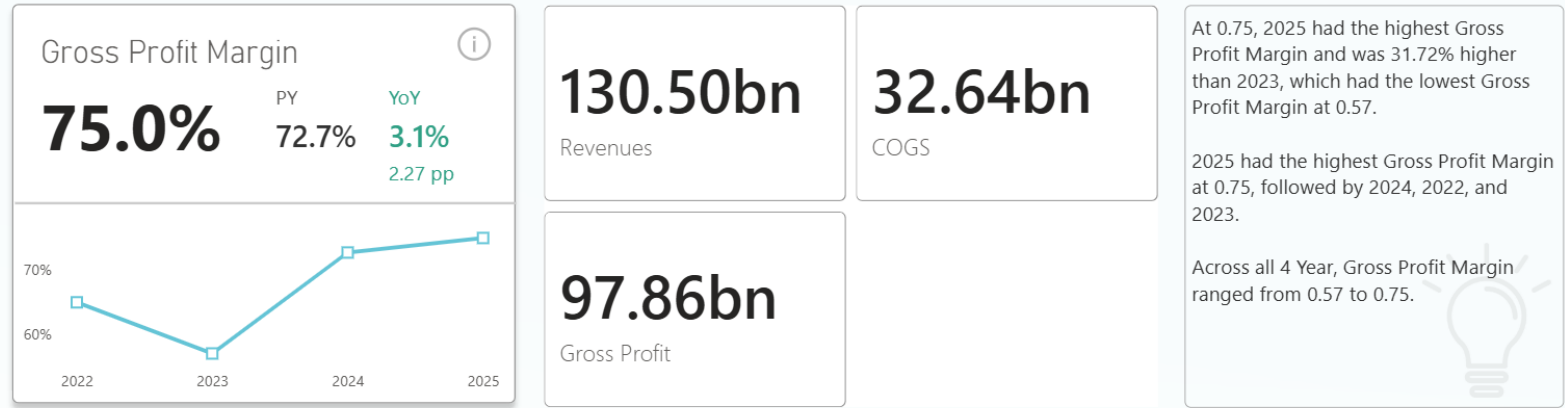 Gross Profit Margin
i
75.0%
PY
72.7%
YoY
3.1%
2.27 pp
70%
60%
2022
2023
2024
2025
130.50bn
Revenues
32.64bn
COGS
97.86bn
Gross Profit
At 0.75, 2025 had the highest Gross
Profit Margin and was 31.72% higher
than 2023, which had the lowest Gross
Profit Margin at 0.57.
2025 had the highest Gross Profit Margin
at 0.75, followed by 2024, 2022, and
2023.
Across all 4 Year, Gross Profit Margin
ranged from 0.57 to 0.75.